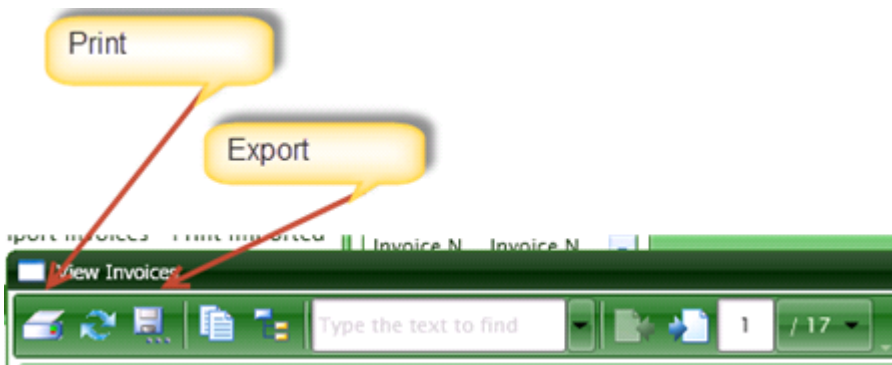 Print
Export
Invoice N... Invoice N...
View Invoices
Type the text to find
1
/ 17